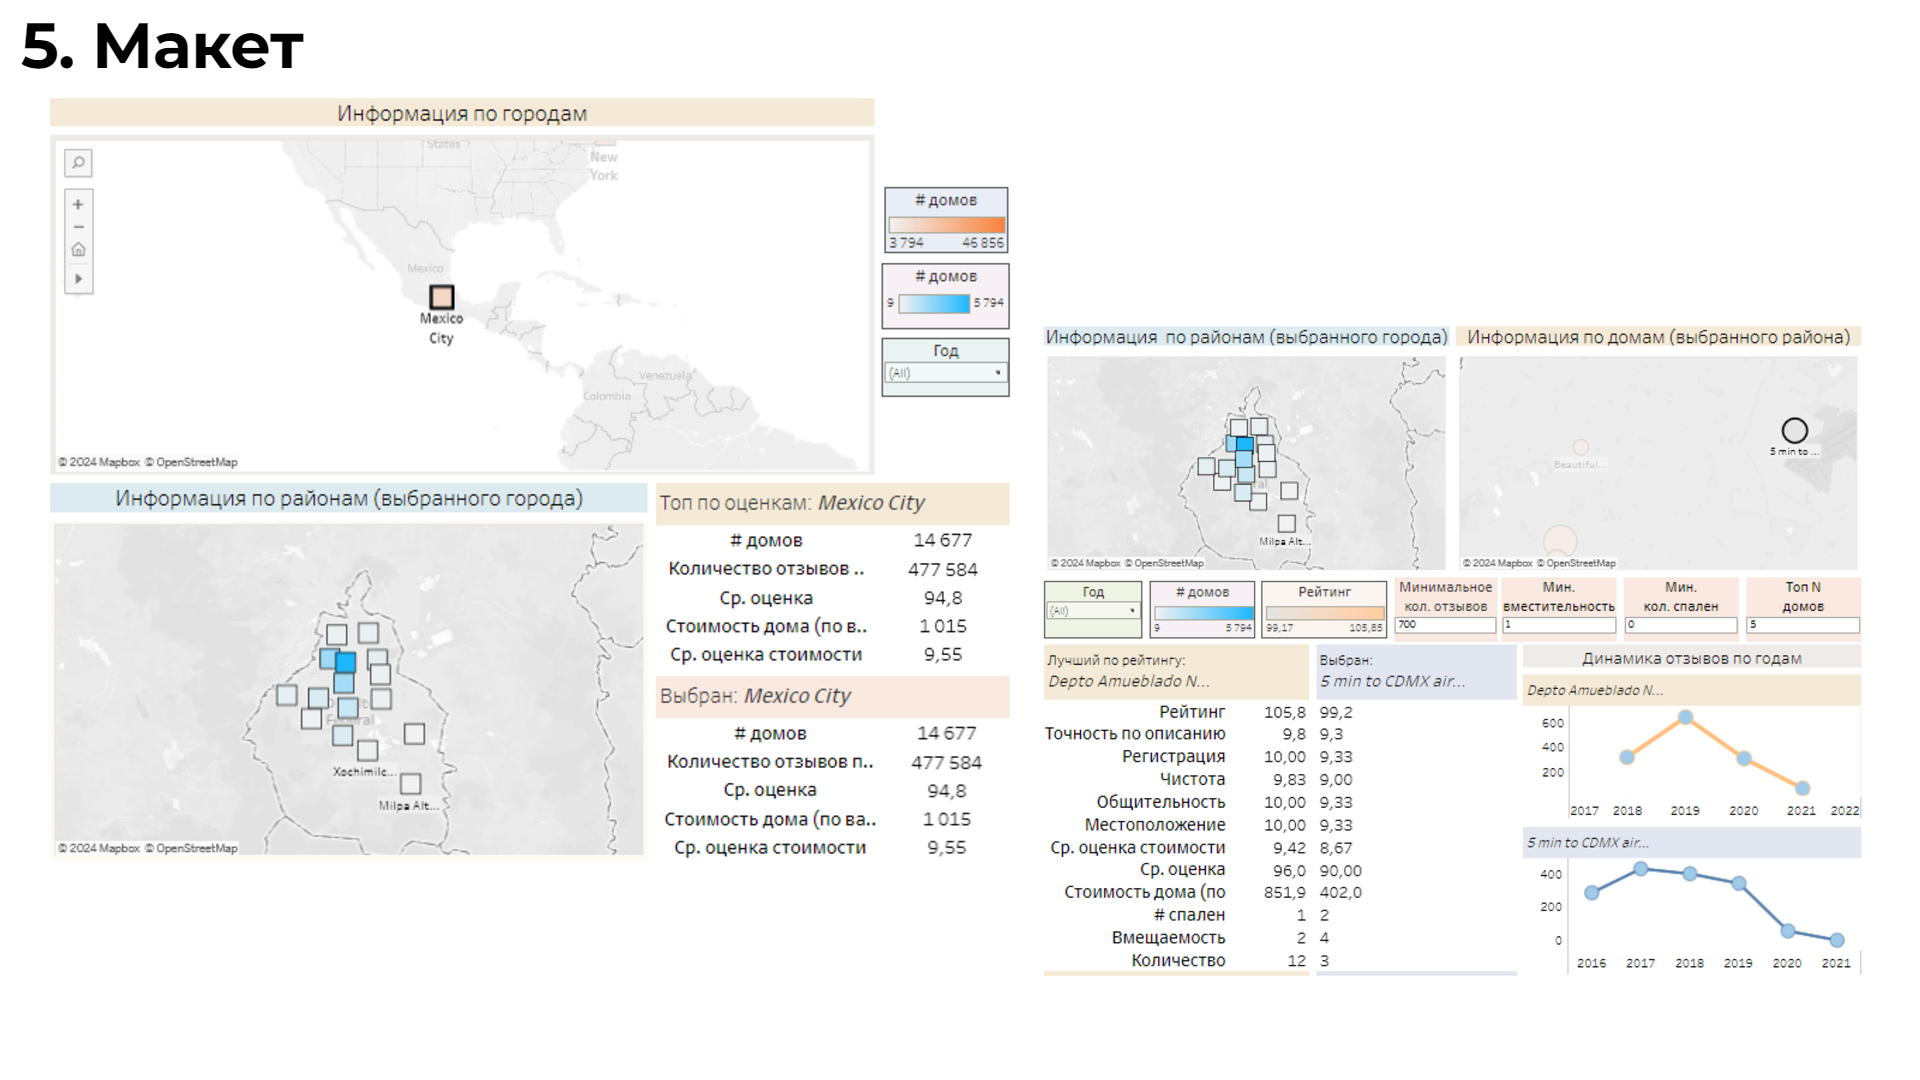 5. Макет
Информация по городам
States
New
York
Mexico
Mexico
City
Venezuela
Colombia
© 2024 Mapbox © OpenStreetMap
# домов
3 794 46 856
# домов
9 5 794
Год
(All)
Информация по районам (выбранного города)
Xochimilc...
Milpa Alt...
© 2024 Mapbox © OpenStreetMap
Топ по оценкам: Mexico City
# домов 14 677
Количество отзывов .. 477 584
Ср. оценка 94,8
Стоимость дома (по в.. 1 015
Ср. оценка стоимости 9,55
Выбран: Mexico City
# домов 14 677
Количество отзывов п.. 477 584
Ср. оценка 94,8
Стоимость дома (по ва.. 1 015
Ср. оценка стоимости 9,55
Информация по районам (выбранного города)
Milpa Alt...
© 2024 Mapbox © OpenStreetMap
Информация по домам (выбранного района)
5 min to ...
Beautiful...
© 2024 Mapbox © OpenStreetMap
Год
(All)
# домов
9 5 794
Рейтинг
99,17 105,85
Минимальное
кол. отзывов
700
Мин.
вместительность
1
Мин.
кол. спален
0
Топ N
домов
5
Лучший по рейтингу:
Depto Amueblado N...
Выбран:
5 min to CDMX air...
Рейтинг 105,8 99,2
Точность по описанию 9,8 9,3
Регистрация 10,00 9,33
Чистота 9,83 9,00
Общительность 10,00 9,33
Местоположение 10,00 9,33
Ср. оценка стоимости 9,42 8,67
Ср. оценка 96,0 90,00
Стоимость дома (по 851,9 402,0
# спален 1 2
Вмещаемость 2 4
Количество 12 3
Динамика отзывов по годам
Depto Amueblado N...
600
400
200
2017 2018 2019 2020 2021 2022
5 min to CDMX air...
400
200
0
2016 2017 2018 2019 2020 2021